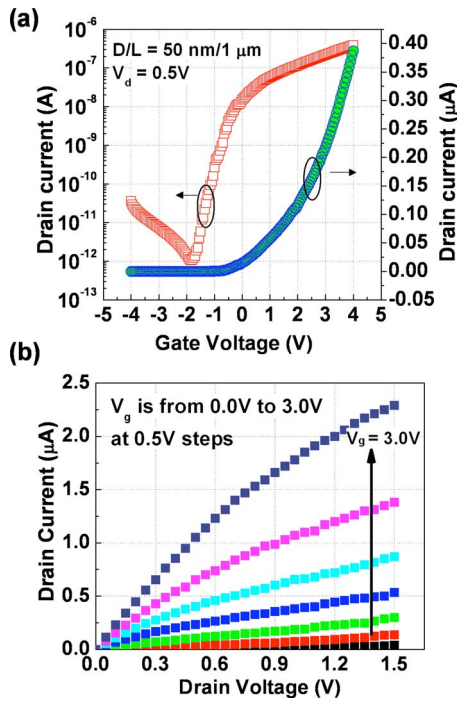 (a)
D/L = 50 nm/1 μm
V_d = 0.5V
Drain current (A)
10^-6
10^-7
10^-8
10^-9
10^-10
10^-11
10^-12
10^-13
0.40
0.35
0.30
0.25
0.20
0.15
0.10
0.05
0.00
-0.05
Drain current (μA)
-5 -4 -3 -2 -1 0 1 2 3 4 5
Gate Voltage (V)
(b)
V_g is from 0.0V to 3.0V
at 0.5V steps
V_g = 3.0V
Drain Current (μA)
2.5
2.0
1.5
1.0
0.5
0.0
0.0 0.3 0.6 0.9 1.2 1.5
Drain Voltage (V)